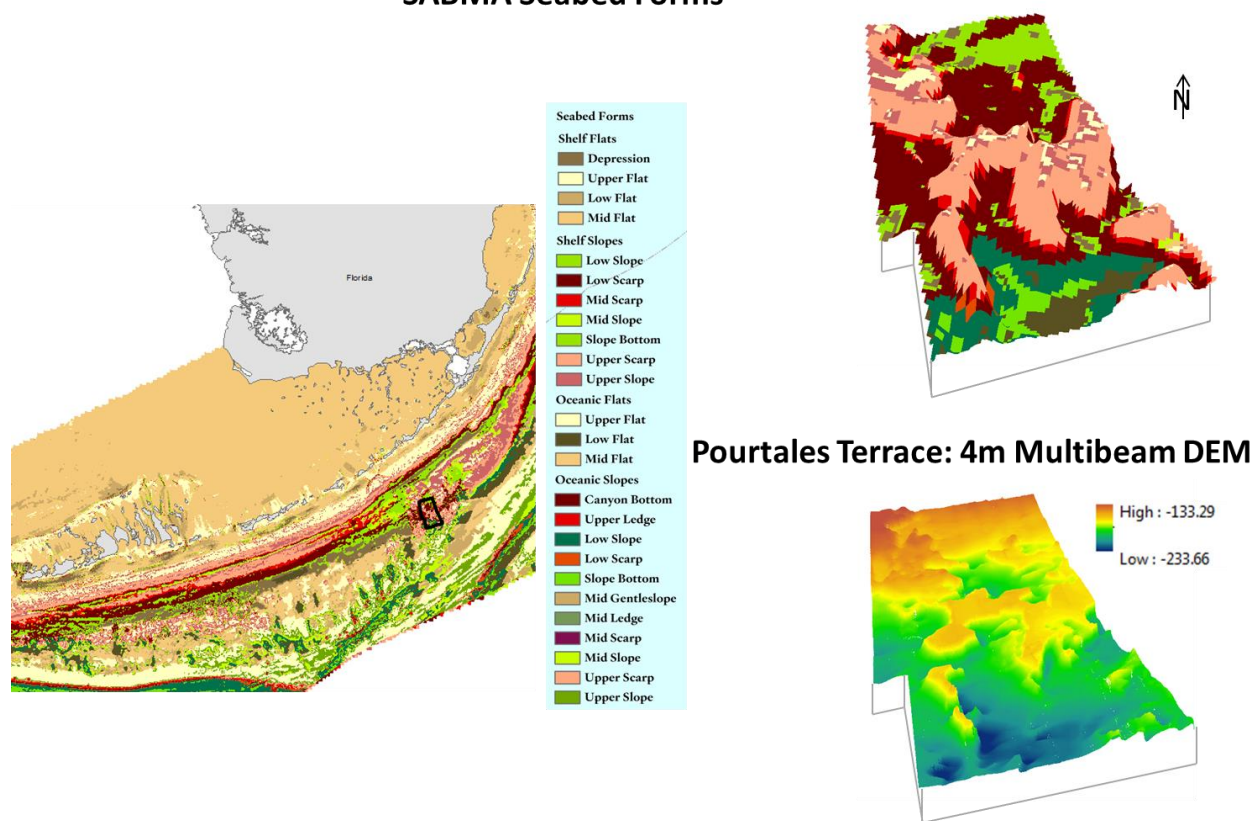 SABMA Seabed Forms
N
Florida
Seabed Forms
Shelf Flats
Depression
Upper Flat
Low Flat
Mid Flat
Shelf Slopes
Low Slope
Low Scarp
Mid Scarp
Mid Slope
Slope Bottom
Upper Scarp
Upper Slope
Oceanic Flats
Upper Flat
Low Flat
Mid Flat
Oceanic Slopes
Canyon Bottom
Upper Ledge
Low Slope
Low Scarp
Slope Bottom
Mid Gentleslope
Mid Ledge
Mid Scarp
Mid Slope
Upper Scarp
Upper Slope
Pourtales Terrace: 4m Multibeam DEM
High : -133.29
Low : -233.66